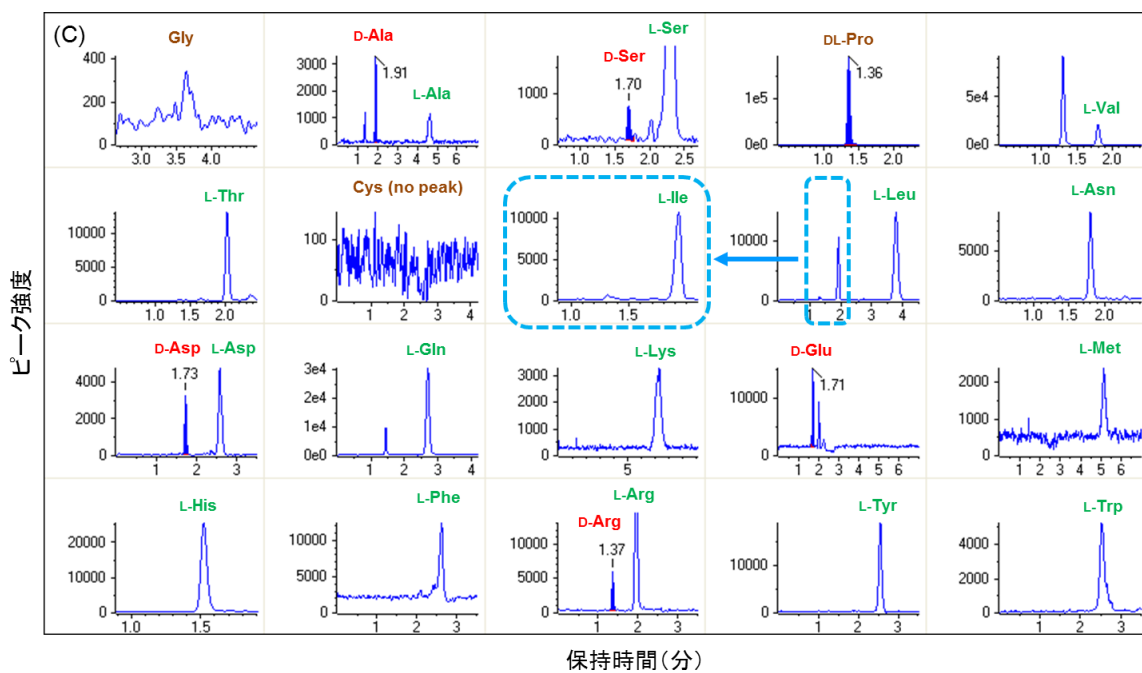 (C)
Gly
400
200
0
3.0 3.5 4.0
D-Ala
1.91
L-Ala
3000
2000
1000
0
1 2 3 4 5 6
L-Ser
D-Ser
1.70
1000
0
1.0 1.5 2.0 2.5
DL-Pro
1.36
1e5
0e0
1.0 1.5 2.0
L-Val
5e4
0e0
1.0 1.5 2.0
L-Thr
10000
5000
0
1.0 1.5 2.0
Cys (no peak)
100
0
1 2 3 4
L-Ile
10000
5000
0
1.0 1.5
L-Leu
10000
0
1 2 3 4
L-Asn
5000
0
1.0 1.5 2.0
D-Asp L-Asp
1.73
4000
2000
0
1 2 3
L-Gln
3e4
2e4
1e4
0e0
1 2 3 4
L-Lys
3000
2000
1000
0
5
D-Glu
1.71
10000
0
1 2 3 4 5 6
L-Met
2000
1000
0
1 2 3 4 5 6
L-His
20000
10000
0
1.0 1.5
L-Phe
10000
5000
0
1 2 3
L-Arg
D-Arg
1.37
10000
5000
0
1 2 3
L-Tyr
10000
0
1 2 3
L-Trp
4000
2000
0
1 2 3
ピーク強度
保持時間(分)